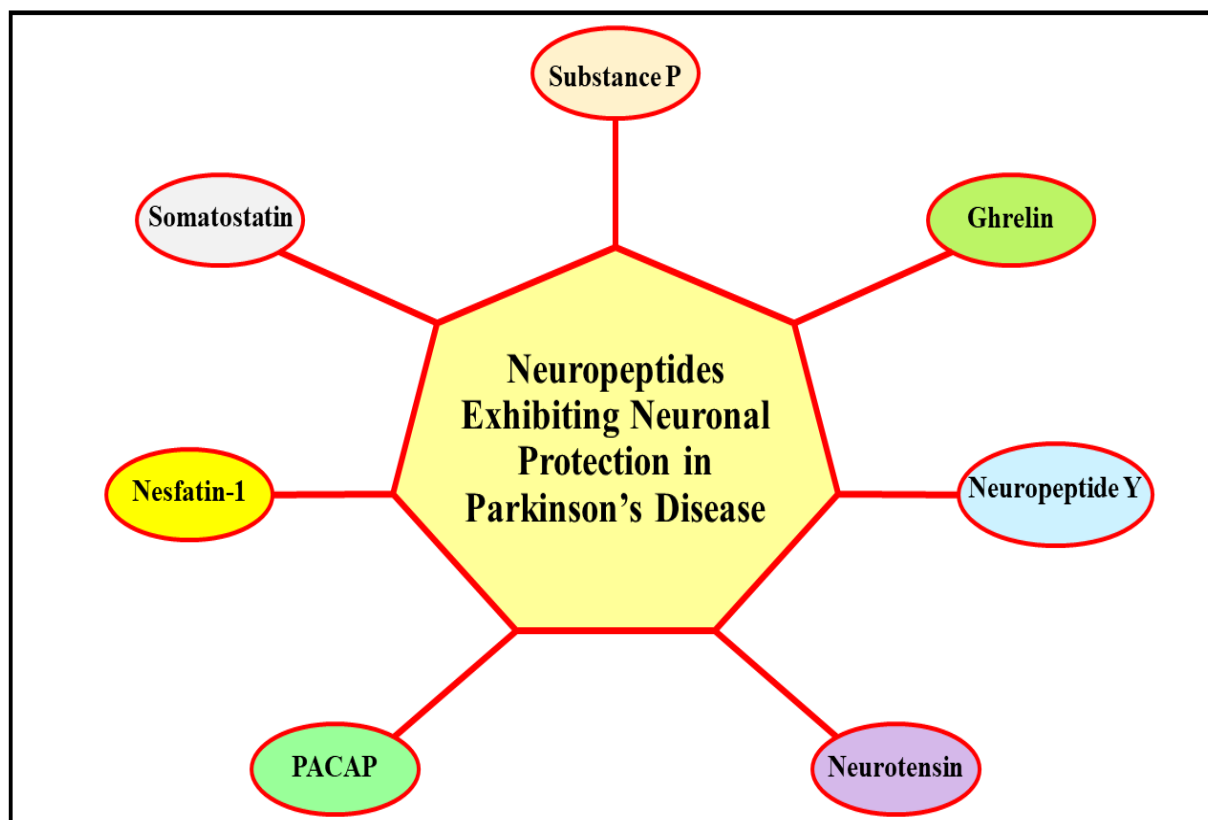 Substance P
Somatostatin
Ghrelin
Neuropeptides
Exhibiting Neuronal
Protection in
Parkinson's Disease
Nesfatin-1
Neuropeptide Y
PACAP
Neurotensin